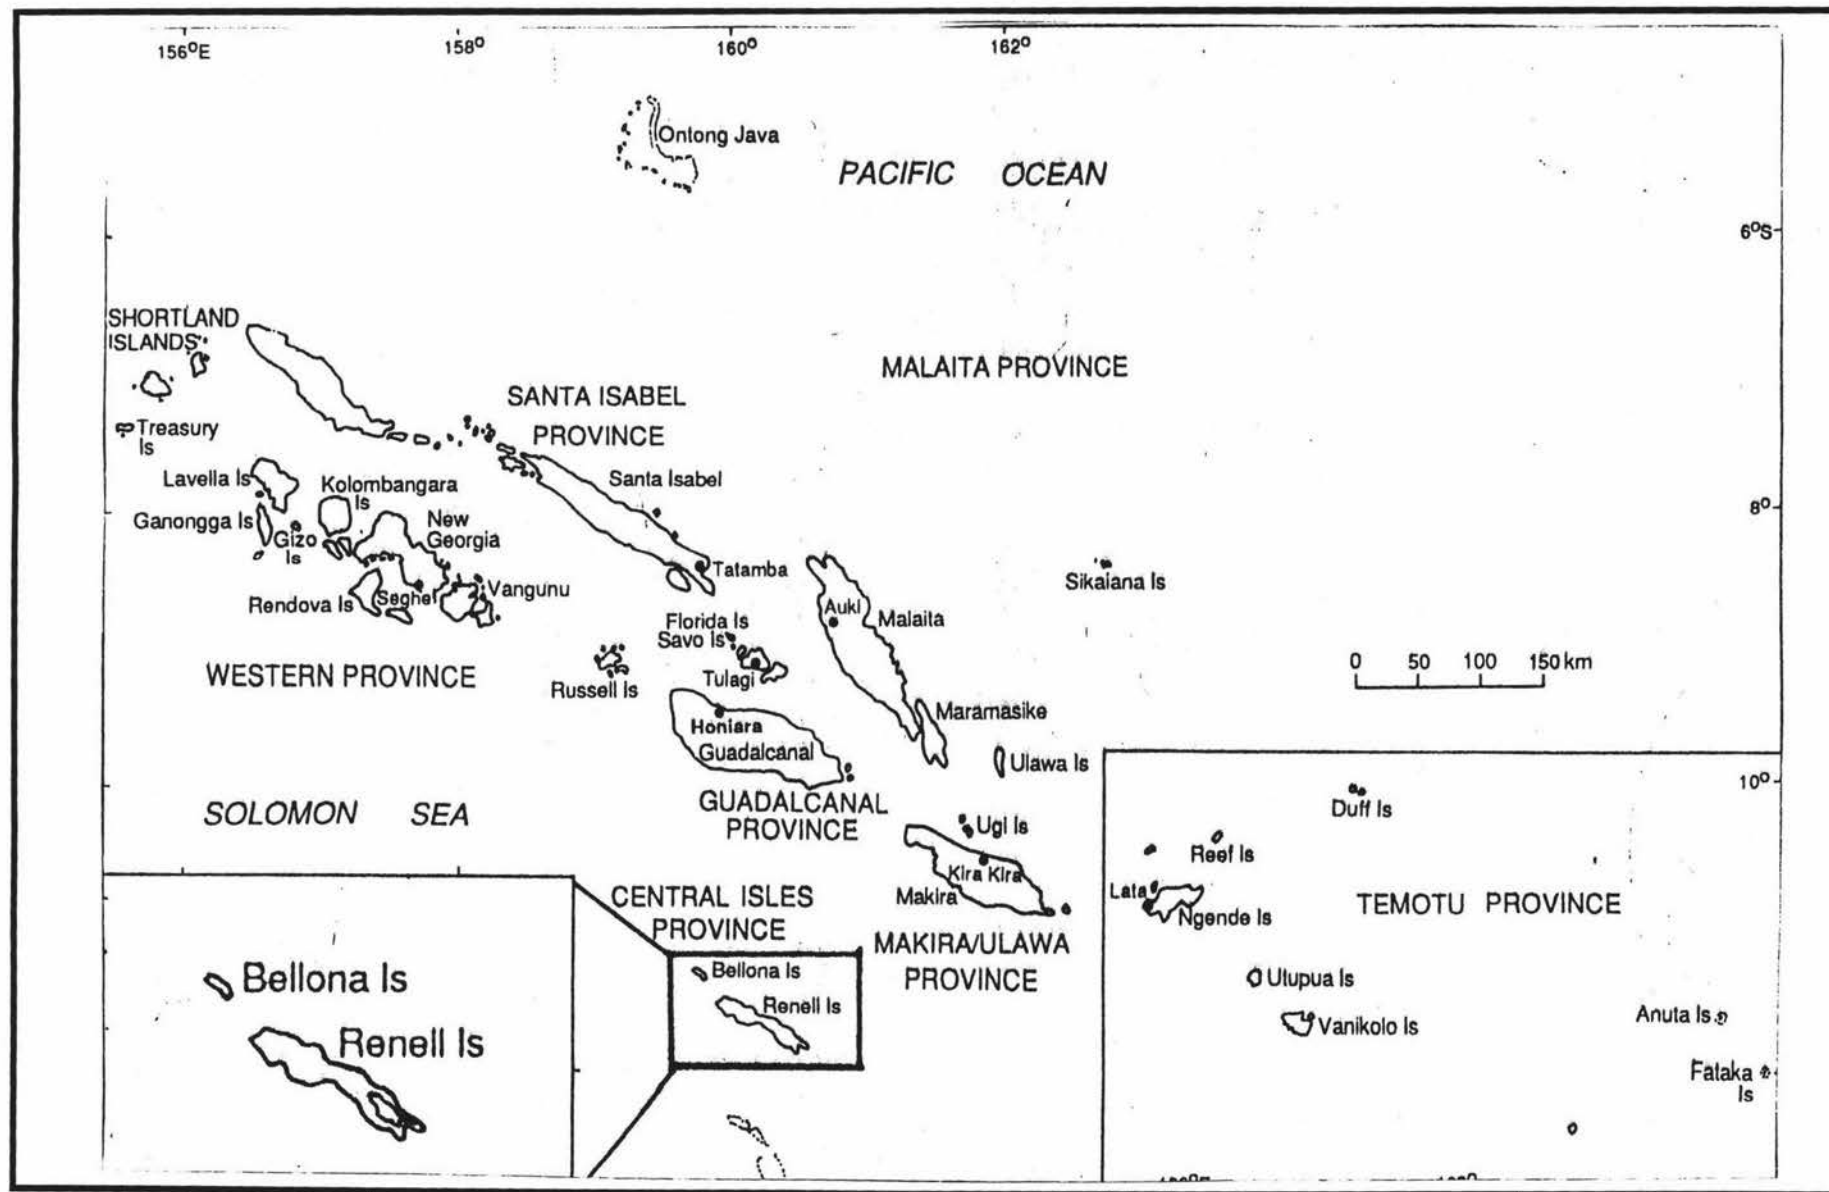 156°E
158°
160°
162°
Ontong Java
PACIFIC OCEAN
6°S
SHORTLAND
ISLANDS
MALAITA PROVINCE
SANTA ISABEL
PROVINCE
Treasury
Is
Lavella Is
Kolombangara
Is
Santa Isabel
Ganongga Is
Gizo
Is
New
Georgia
8°
Tatamba
Sikaiana Is
Rendova Is
Seghe
Vangunu
Auki
Malaita
Florida Is
Savo Is
WESTERN PROVINCE
Russell Is
Tulagi
0 50 100 150 km
Maramasike
Honiara
Guadalcanal
Ulawa Is
10°
SOLOMON SEA
GUADALCANAL
PROVINCE
Ugi Is
Duff Is
Reef Is
Kira Kira
Makira
CENTRAL ISLES
PROVINCE
Lata
Ngende Is
TEMOTU PROVINCE
MAKIRA/ULAWA
PROVINCE
Bellona Is
Renell Is
Bellona Is
Renell Is
Utupua Is
Vanikolo Is
Anuta Is
Fataka
Is